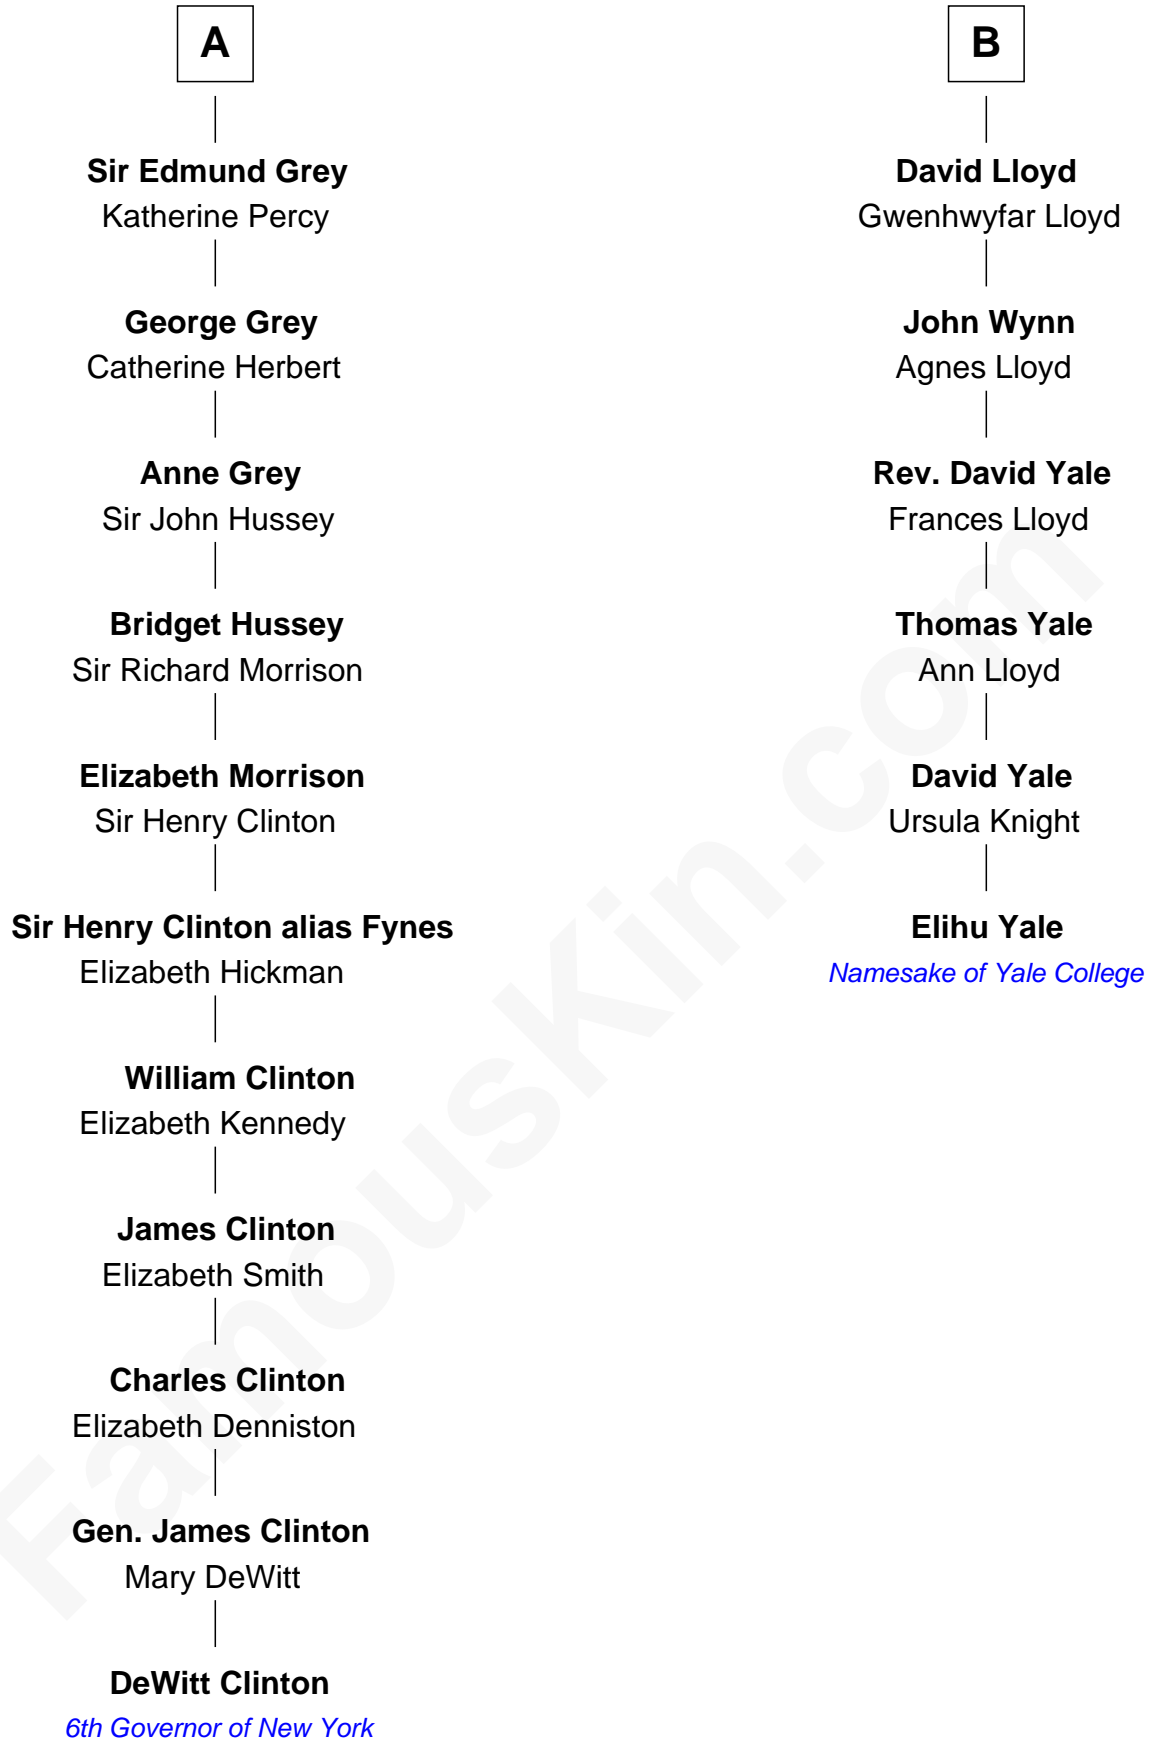 A
Sir Edmund Grey
Katherine Percy
George Grey
Catherine Herbert
Anne Grey
Sir John Hussey
Bridget Hussey
Sir Richard Morrison
Elizabeth Morrison
Sir Henry Clinton
Sir Henry Clinton alias Fynes
Elizabeth Hickman
William Clinton
Elizabeth Kennedy
James Clinton
Elizabeth Smith
Charles Clinton
Elizabeth Denniston
Gen. James Clinton
Mary DeWitt
DeWitt Clinton
6th Governor of New York
B
David Lloyd
Gwenhwyfar Lloyd
John Wynn
Agnes Lloyd
Rev. David Yale
Frances Lloyd
Thomas Yale
Ann Lloyd
David Yale
Ursula Knight
Elihu Yale
Namesake of Yale College
FamousKin.com